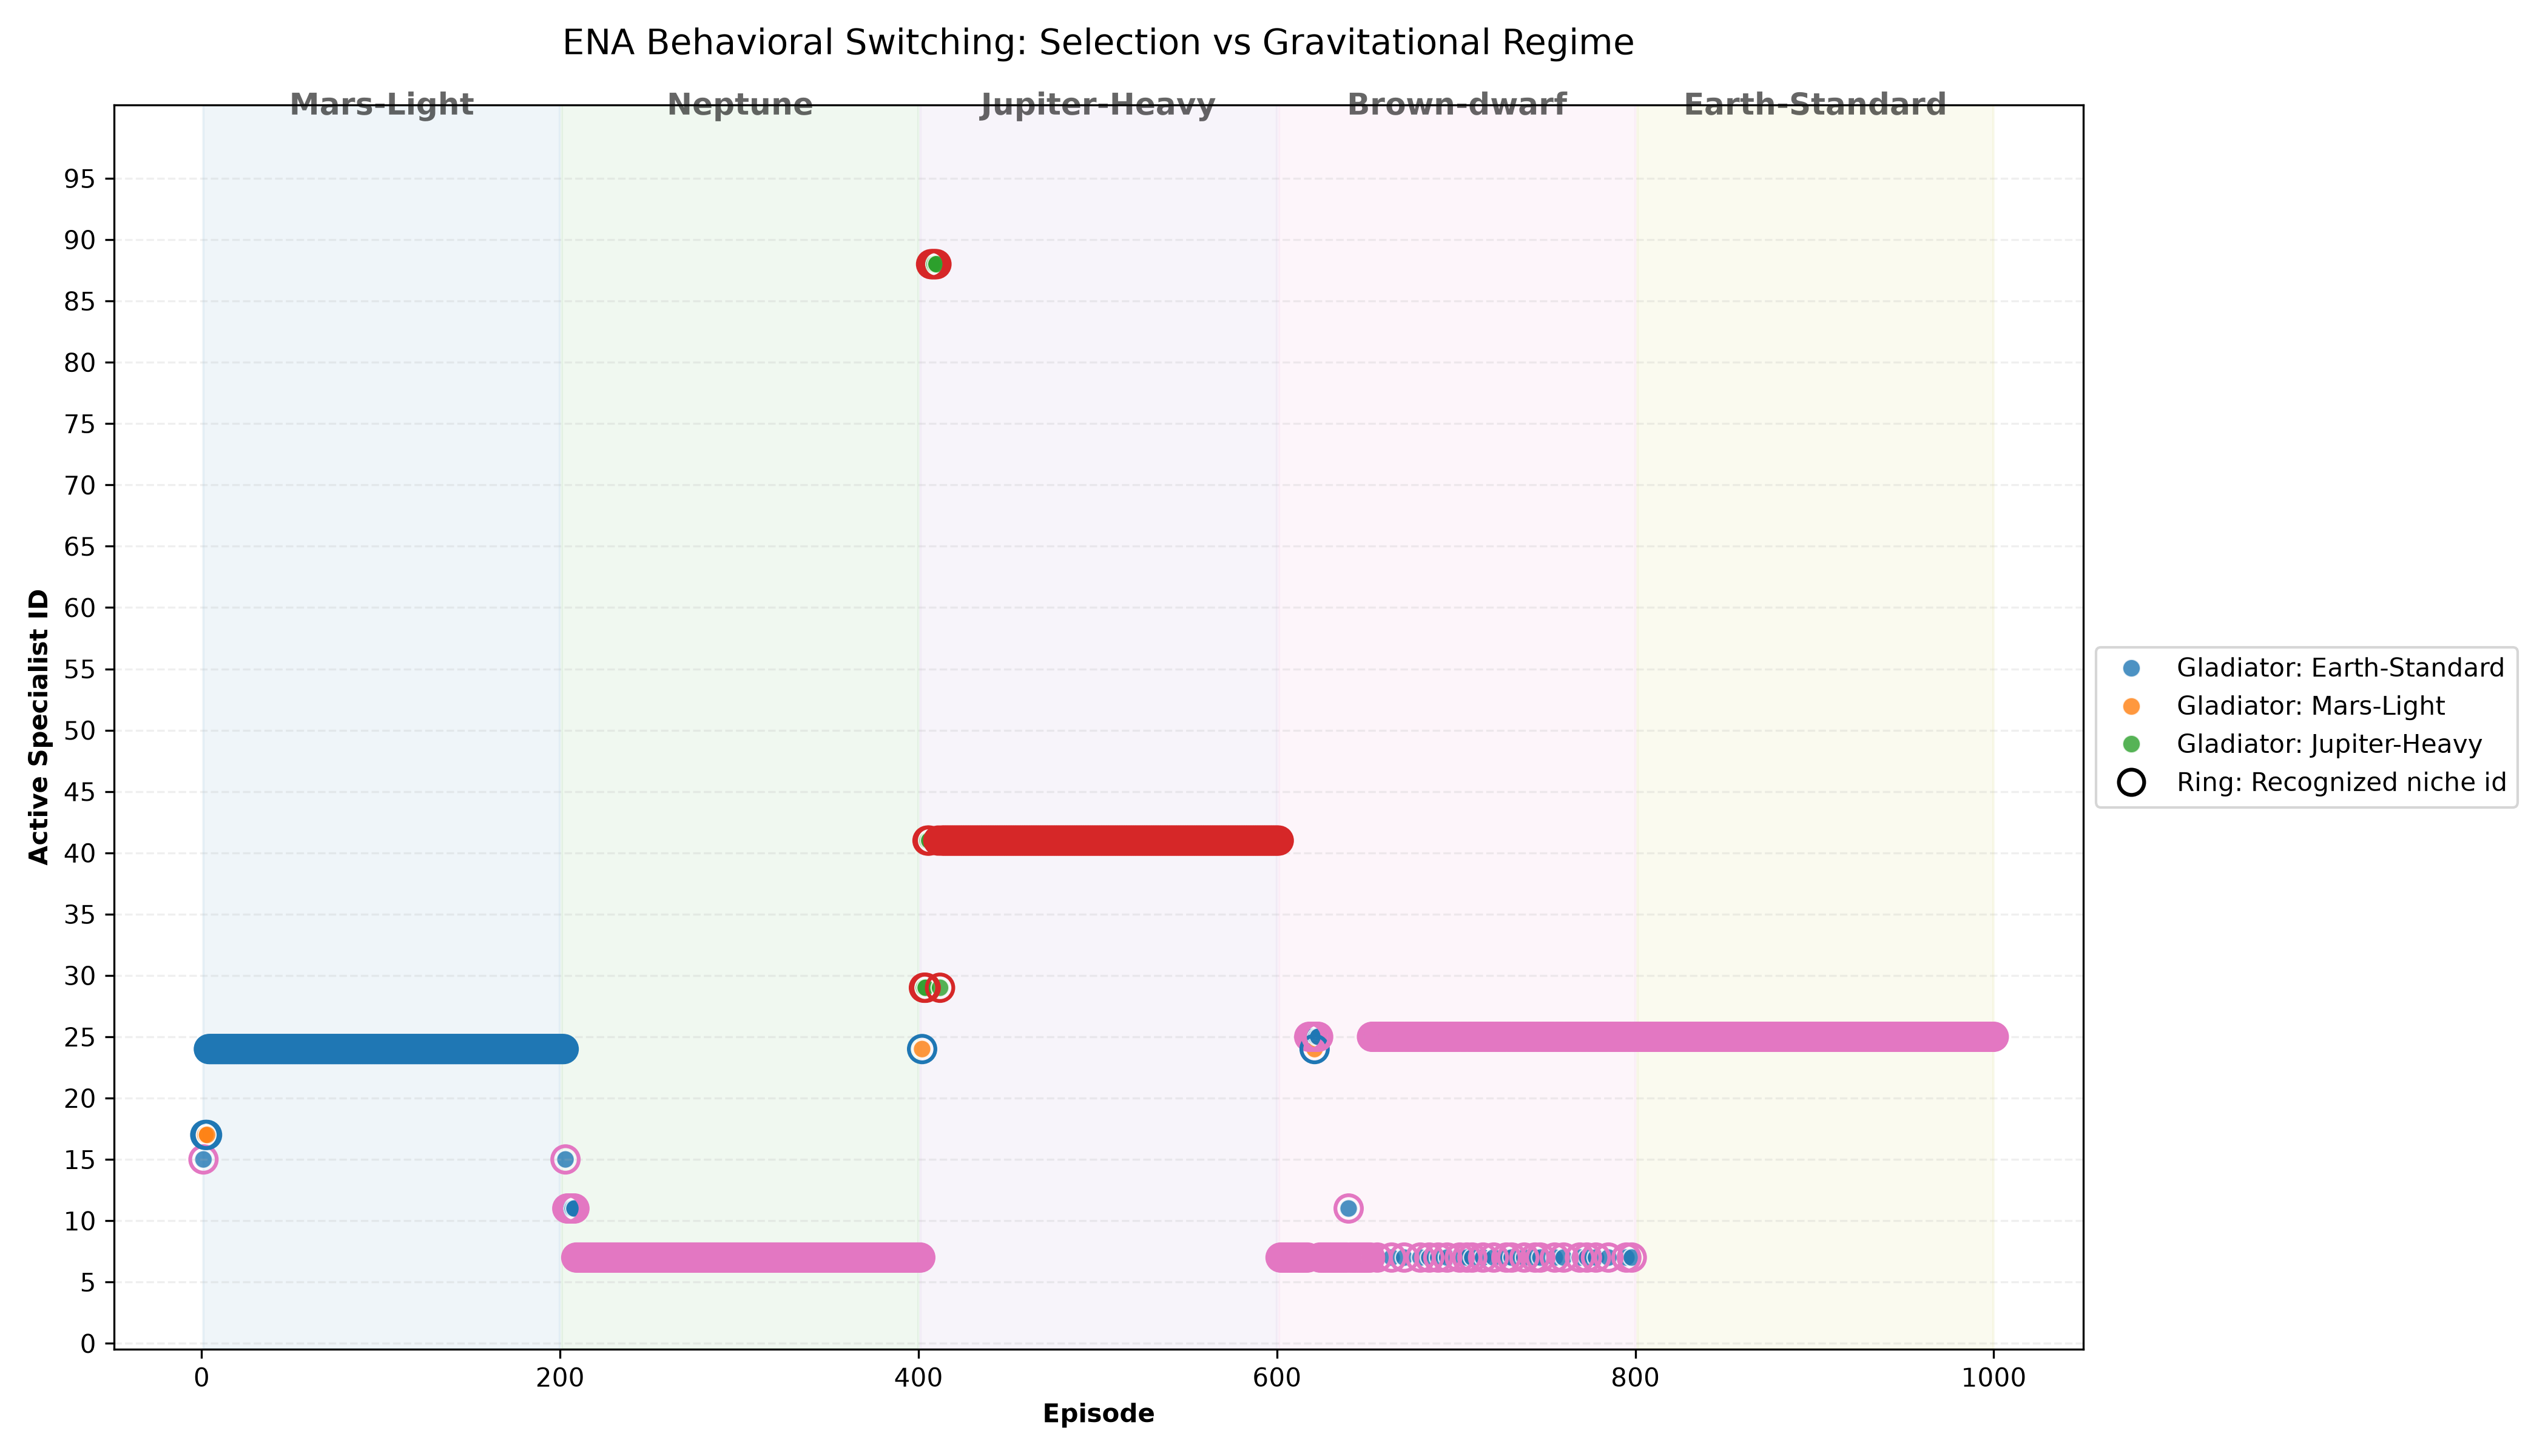 ENA Behavioral Switching: Selection vs Gravitational Regime
Mars-Light Neptune Jupiter-Heavy Brown-dwarf Earth-Standard
Active Specialist ID
95
90
85
80
75
70
65
60
55
50
45
40
35
30
25
20
15
10
5
0
0 200 400 600 800 1000
Episode
Gladiator: Earth-Standard
Gladiator: Mars-Light
Gladiator: Jupiter-Heavy
Ring: Recognized niche id